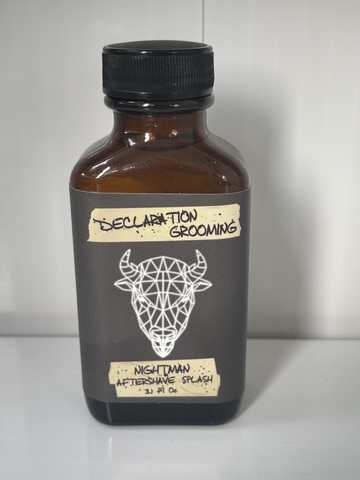 DECLARATION
GROOMING
NIGHTMAN
AFTERSHAVE SPLASH
3.1 Fl Oz